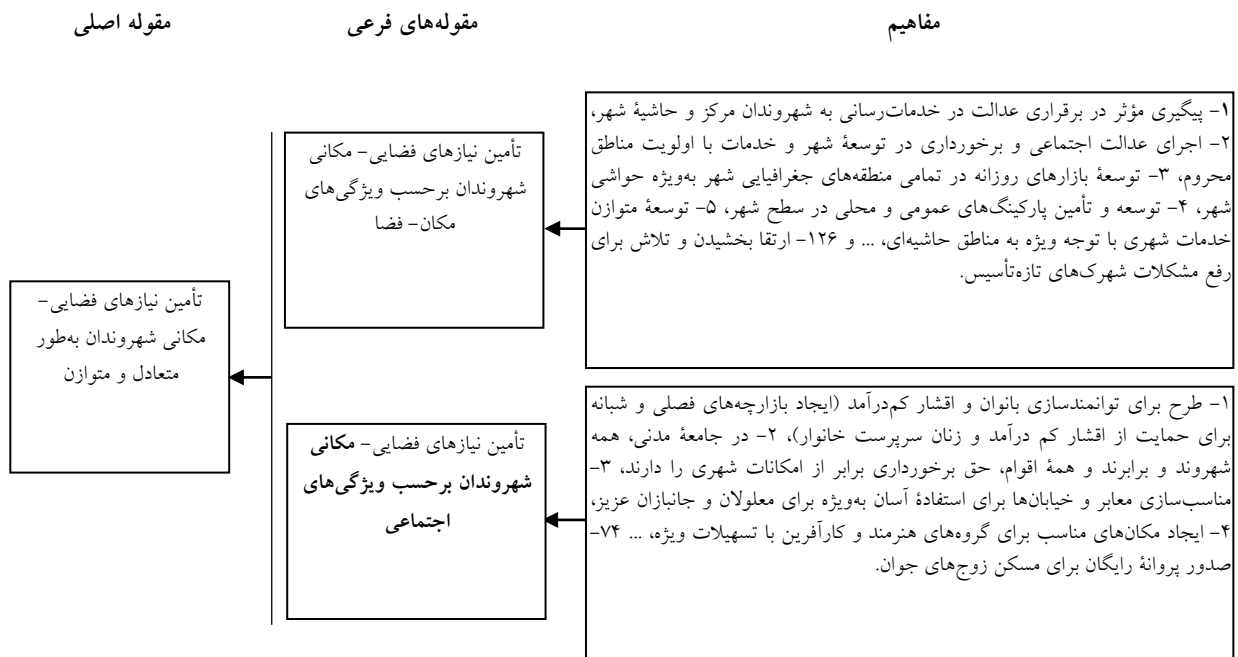 مفاهیم
مقوله‌های فرعی
مقوله اصلی
۱- پیگیری مؤثر در برقراری عدالت در خدمات‌رسانی به شهروندان مرکز و حاشیۀ شهر،
۲- اجرای عدالت اجتماعی و برخورداری در توسعۀ شهر و خدمات با اولویت مناطق
محروم، ۳- توسعۀ بازارهای روزانه در تمامی منطقه‌های جغرافیایی شهر به‌ویژه حواشی
شهر، ۴- توسعه و تأمین پارکینگ‌های عمومی و محلی در سطح شهر، ۵- توسعۀ متوازن
خدمات شهری با توجه ویژه به مناطق حاشیه‌ای، ... و ۱۲۶- ارتقا بخشیدن و تلاش برای
رفع مشکلات شهرک‌های تازه‌تأسیس.
تأمین نیازهای فضایی- مکانی
شهروندان برحسب ویژگی‌های
مکان- فضا
تأمین نیازهای فضایی-
مکانی شهروندان به‌طور
متعادل و متوازن
۱- طرح برای توانمندسازی بانوان و اقشار کم‌درآمد (ایجاد بازارچه‌های فصلی و شبانه
برای حمایت از اقشار کم درآمد و زنان سرپرست خانوار)، ۲- در جامعۀ مدنی، همه
شهروند و برابرند و همۀ اقوام، حق برخورداری برابر از امکانات شهری را دارند، ۳-
مناسب‌سازی معابر و خیابان‌ها برای استفادۀ آسان به‌ویژه برای معلولان و جانبازان عزیز،
۴- ایجاد مکان‌های مناسب برای گروه‌های هنرمند و کارآفرین با تسهیلات ویژه، ... ۷۴-
صدور پروانۀ رایگان برای مسکن زوج‌های جوان.
تأمین نیازهای فضایی- مکانی
شهروندان برحسب ویژگی‌های
اجتماعی